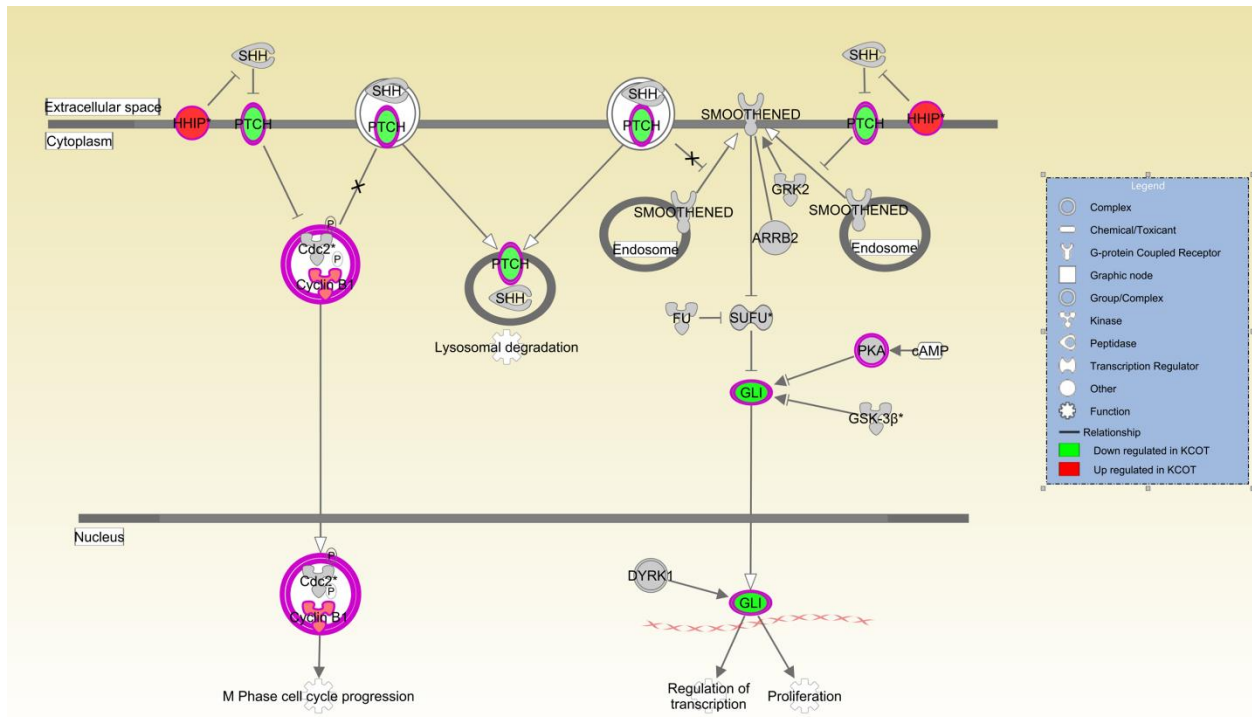 SHH
SHH
SHH
SHH
Extracellular space
HHIP*
PTCH
PTCH
PTCH
SMOOTHENED
PTCH
HHIP*
Cytoplasm
X
X
GRK2
SMOOTHENED
SMOOTHENED
P
Cdc2*
P
Cyclin B1
Endosome
ARRB2
Endosome
PTCH
SHH
Lysosomal degradation
FU
SUFU*
PKA
cAMP
GLI
GSK-3β*
Nucleus
P
Cdc2*
P
Cyclin B1
DYRK1
GLI
M Phase cell cycle progression
Regulation of
transcription
Proliferation
Legend
Complex
Chemical/Toxicant
G-protein Coupled Receptor
Graphic node
Group/Complex
Kinase
Peptidase
Transcription Regulator
Other
Function
Relationship
Down regulated in KCOT
Up regulated in KCOT